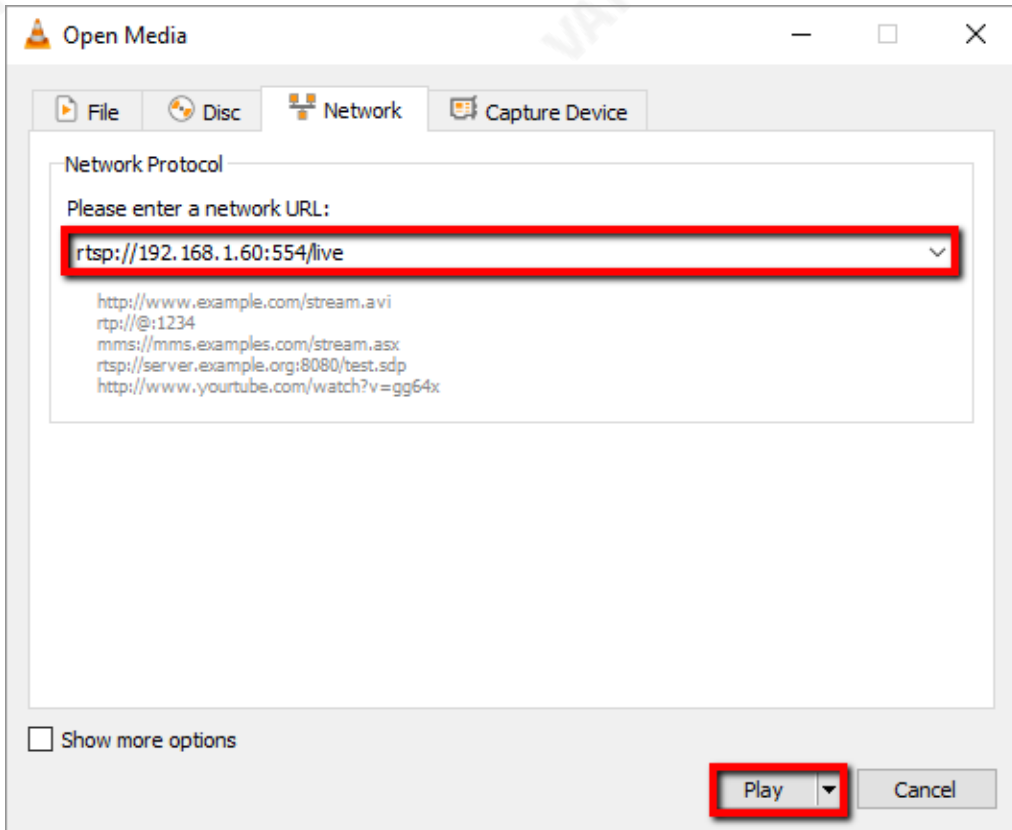 Open Media
File Disc Network Capture Device
Network Protocol
Please enter a network URL:
rtsp://192.168.1.60:554/live
http://www.example.com/stream.avi
rtp://@:1234
mms://mms.examples.com/stream.asx
rtsp://server.example.org:8080/test.sdp
http://www.yourtube.com/watch?v=gg64x
Show more options
Play Cancel